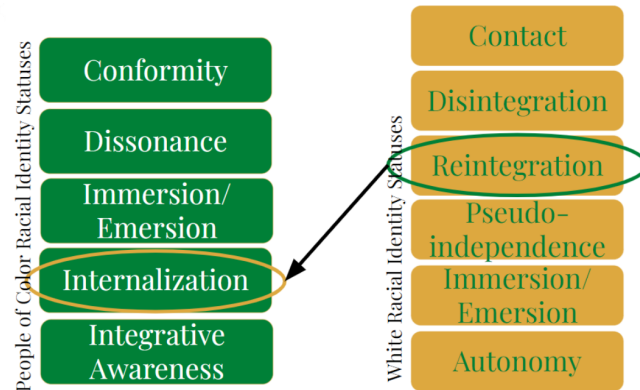 People of Color Racial Identity Statuses
Conformity
Dissonance
Immersion/
Emersion
Internalization
Integrative
Awareness
White Racial Identity Statuses
Contact
Disintegration
Reintegration
Pseudo-
independence
Immersion/
Emersion
Autonomy